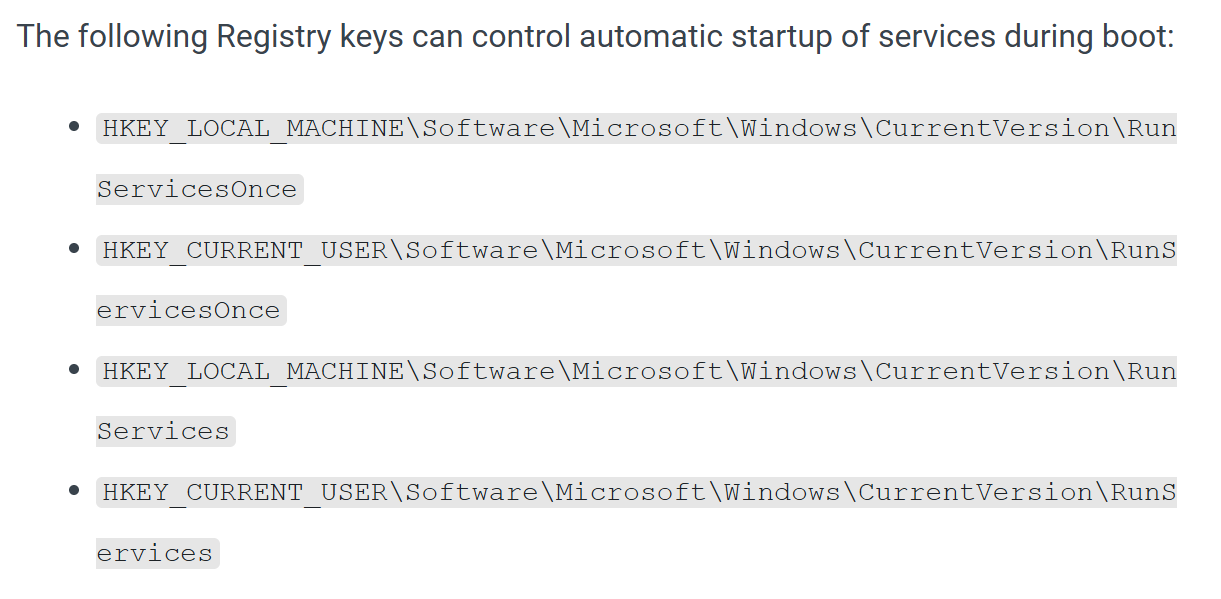 The following Registry keys can control automatic startup of services during boot:
HKEY_LOCAL_MACHINE\Software\Microsoft\Windows\CurrentVersion\Run
ServicesOnce
HKEY_CURRENT_USER\Software\Microsoft\Windows\CurrentVersion\RunS
ervicesOnce
HKEY_LOCAL_MACHINE\Software\Microsoft\Windows\CurrentVersion\Run
Services
HKEY_CURRENT_USER\Software\Microsoft\Windows\CurrentVersion\RunS
ervices